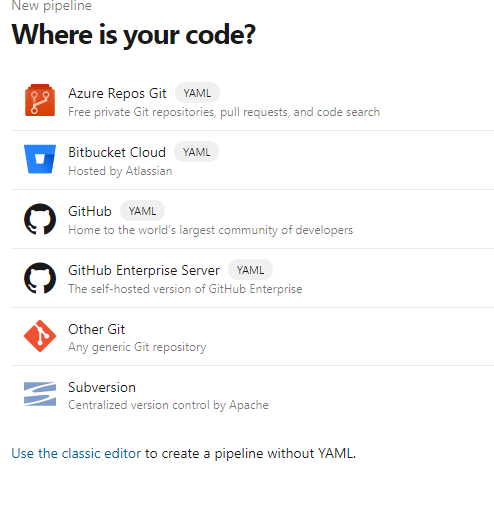 New pipeline
Where is your code?
Azure Repos Git YAML
Free private Git repositories, pull requests, and code search
Bitbucket Cloud YAML
Hosted by Atlassian
GitHub YAML
Home to the world's largest community of developers
GitHub Enterprise Server YAML
The self-hosted version of GitHub Enterprise
Other Git
Any generic Git repository
Subversion
Centralized version control by Apache
Use the classic editor to create a pipeline without YAML.